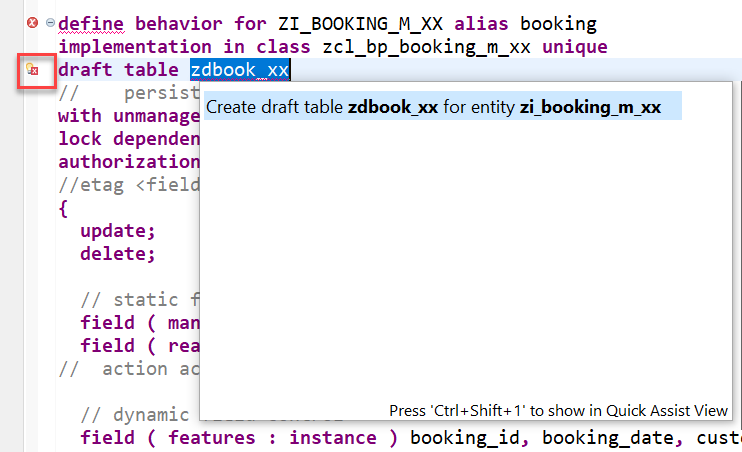 define behavior for ZI_BOOKING_M_XX alias booking
implementation in class zcl_bp_booking_m_xx unique
draft table zdbook_xx
// persist
Create draft table zdbook_xx for entity zi_booking_m_xx
with unmanage
lock dependen
authorization
//etag <field
{
update;
delete;
// static f
field ( man
field ( rea
// action ac
Press 'Ctrl+Shift+1' to show in Quick Assist View
// dynamic
field ( features : instance ) booking_id, booking_date, custo